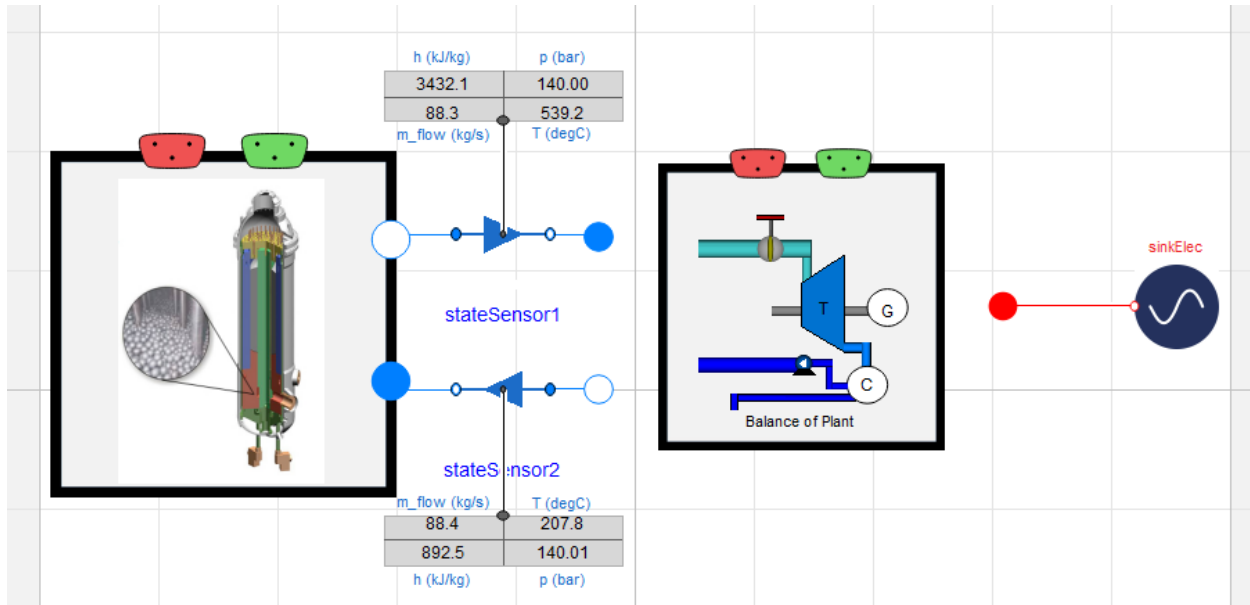 h (kJ/kg) p (bar)
3432.1 140.00
88.3 539.2
m_flow (kg/s) T (degC)
stateSensor1
stateSensor2
m_flow (kg/s) T (degC)
88.4 207.8
892.5 140.01
h (kJ/kg) p (bar)
T
G
C
Balance of Plant
sinkElec